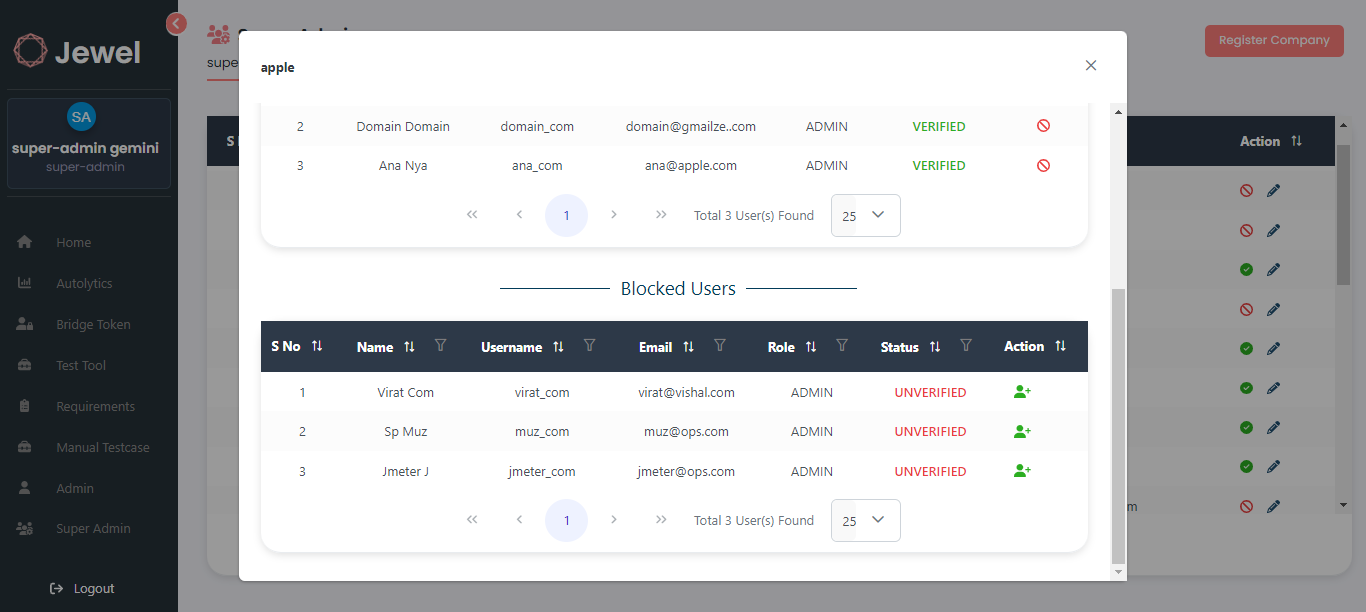 Jewel
SA
super-admin gemini
super-admin
Home
Autolytics
Bridge Token
Test Tool
Requirements
Manual Testcase
Admin
Super Admin
Logout
Register Company
Action
apple
2 Domain Domain domain_com domain@gmailze..com ADMIN VERIFIED
3 Ana Nya ana_com ana@apple.com ADMIN VERIFIED
1 Total 3 User(s) Found 25
Blocked Users
S No Name Username Email Role Status Action
1 Virat Com virat_com virat@vishal.com ADMIN UNVERIFIED
2 Sp Muz muz_com muz@ops.com ADMIN UNVERIFIED
3 Jmeter J jmeter_com jmeter@ops.com ADMIN UNVERIFIED
1 Total 3 User(s) Found 25